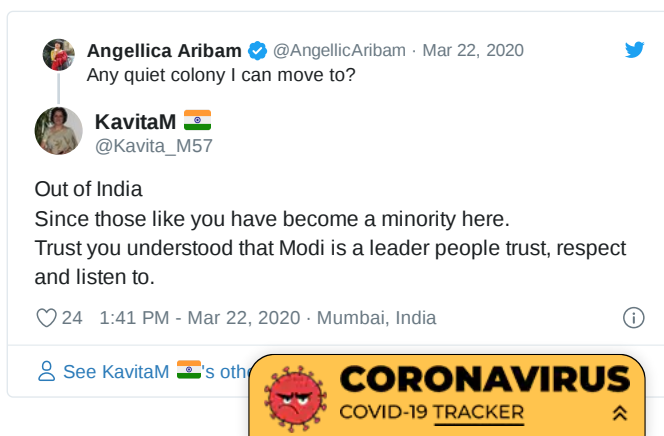 Angellica Aribam @AngellicAribam · Mar 22, 2020
Any quiet colony I can move to?
KavitaM 🇮🇳
@Kavita_M57
Out of India
Since those like you have become a minority here.
Trust you understood that Modi is a leader people trust, respect
and listen to.
24 1:41 PM - Mar 22, 2020 · Mumbai, India
See KavitaM 🇮🇳's othe
CORONAVIRUS
COVID-19 TRACKER